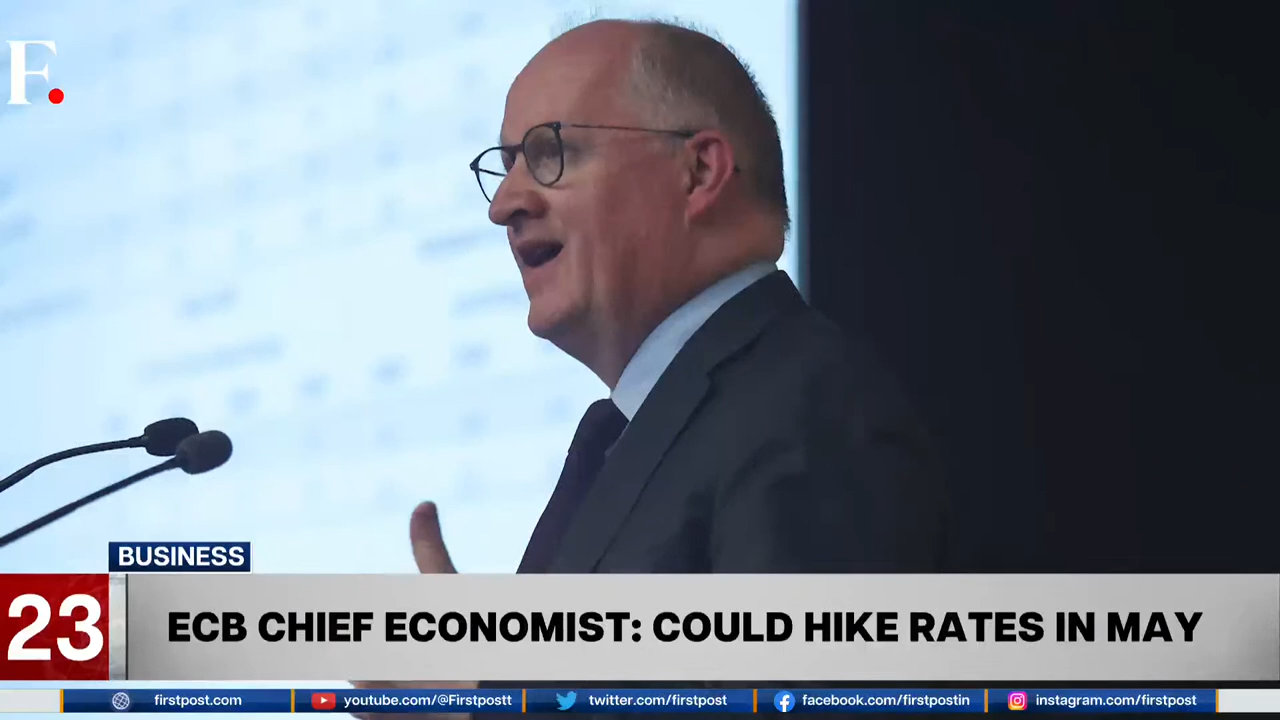 F.
BUSINESS
23
ECB CHIEF ECONOMIST: COULD HIKE RATES IN MAY
firstpost.com
youtube.com/@Firstpostt
twitter.com/firstpost
facebook.com/firstpostin
instagram.com/firstpost